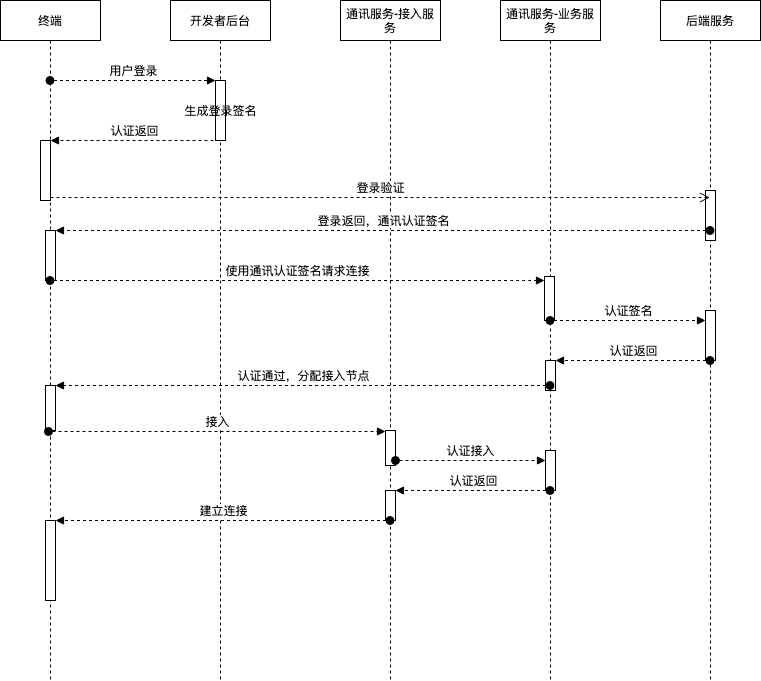 终端
开发者后台
通讯服务-接入服
务
通讯服务-业务服
务
后端服务
用户登录
生成登录签名
认证返回
登录验证
登录返回，通讯认证签名
使用通讯认证签名请求连接
认证签名
认证返回
认证通过，分配接入节点
接入
认证接入
认证返回
建立连接